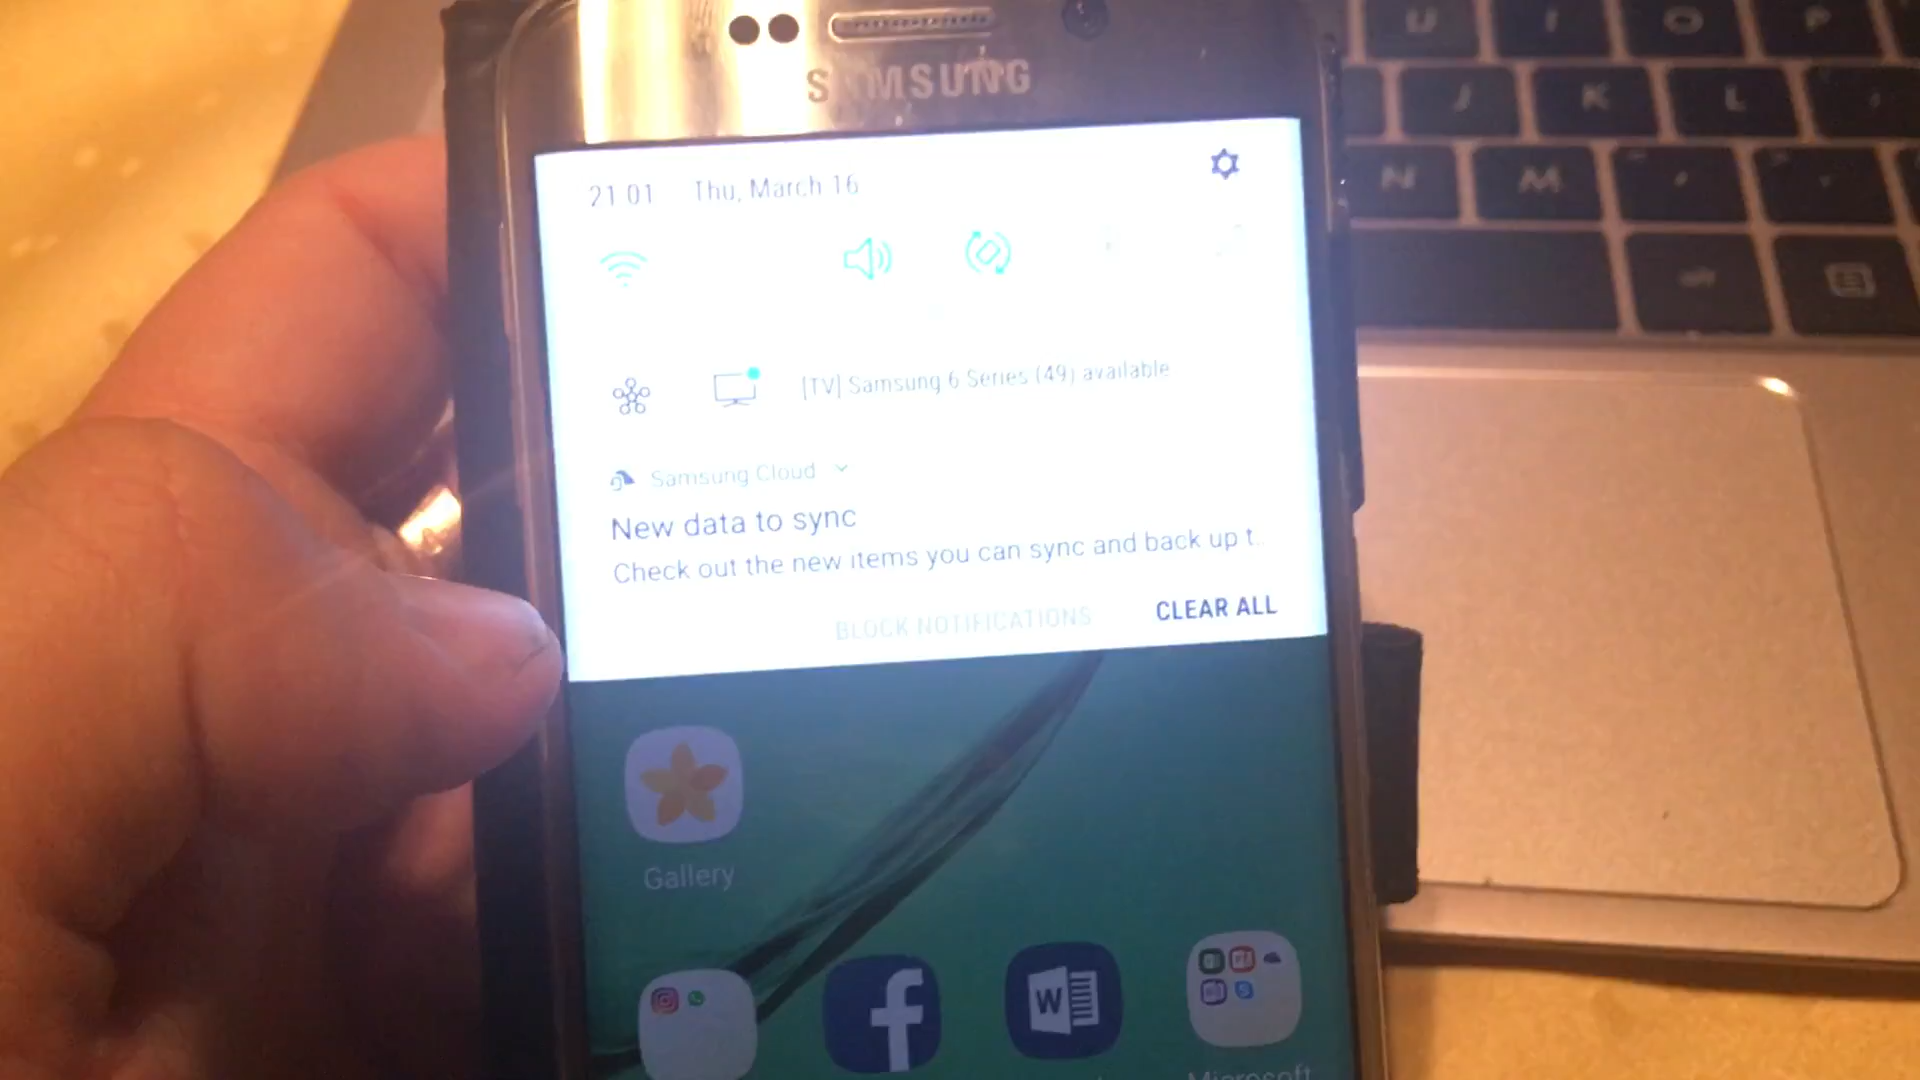 SAMSUNG
21 01 Thu, March 16
[TV] Samsung 6 Series (49) available
Samsung Cloud
New data to sync
Check out the new items you can sync and back up t..
BLOCK NOTIFICATIONS CLEAR ALL
Gallery
f
W
Microsoft
U I O P
J K L
N M